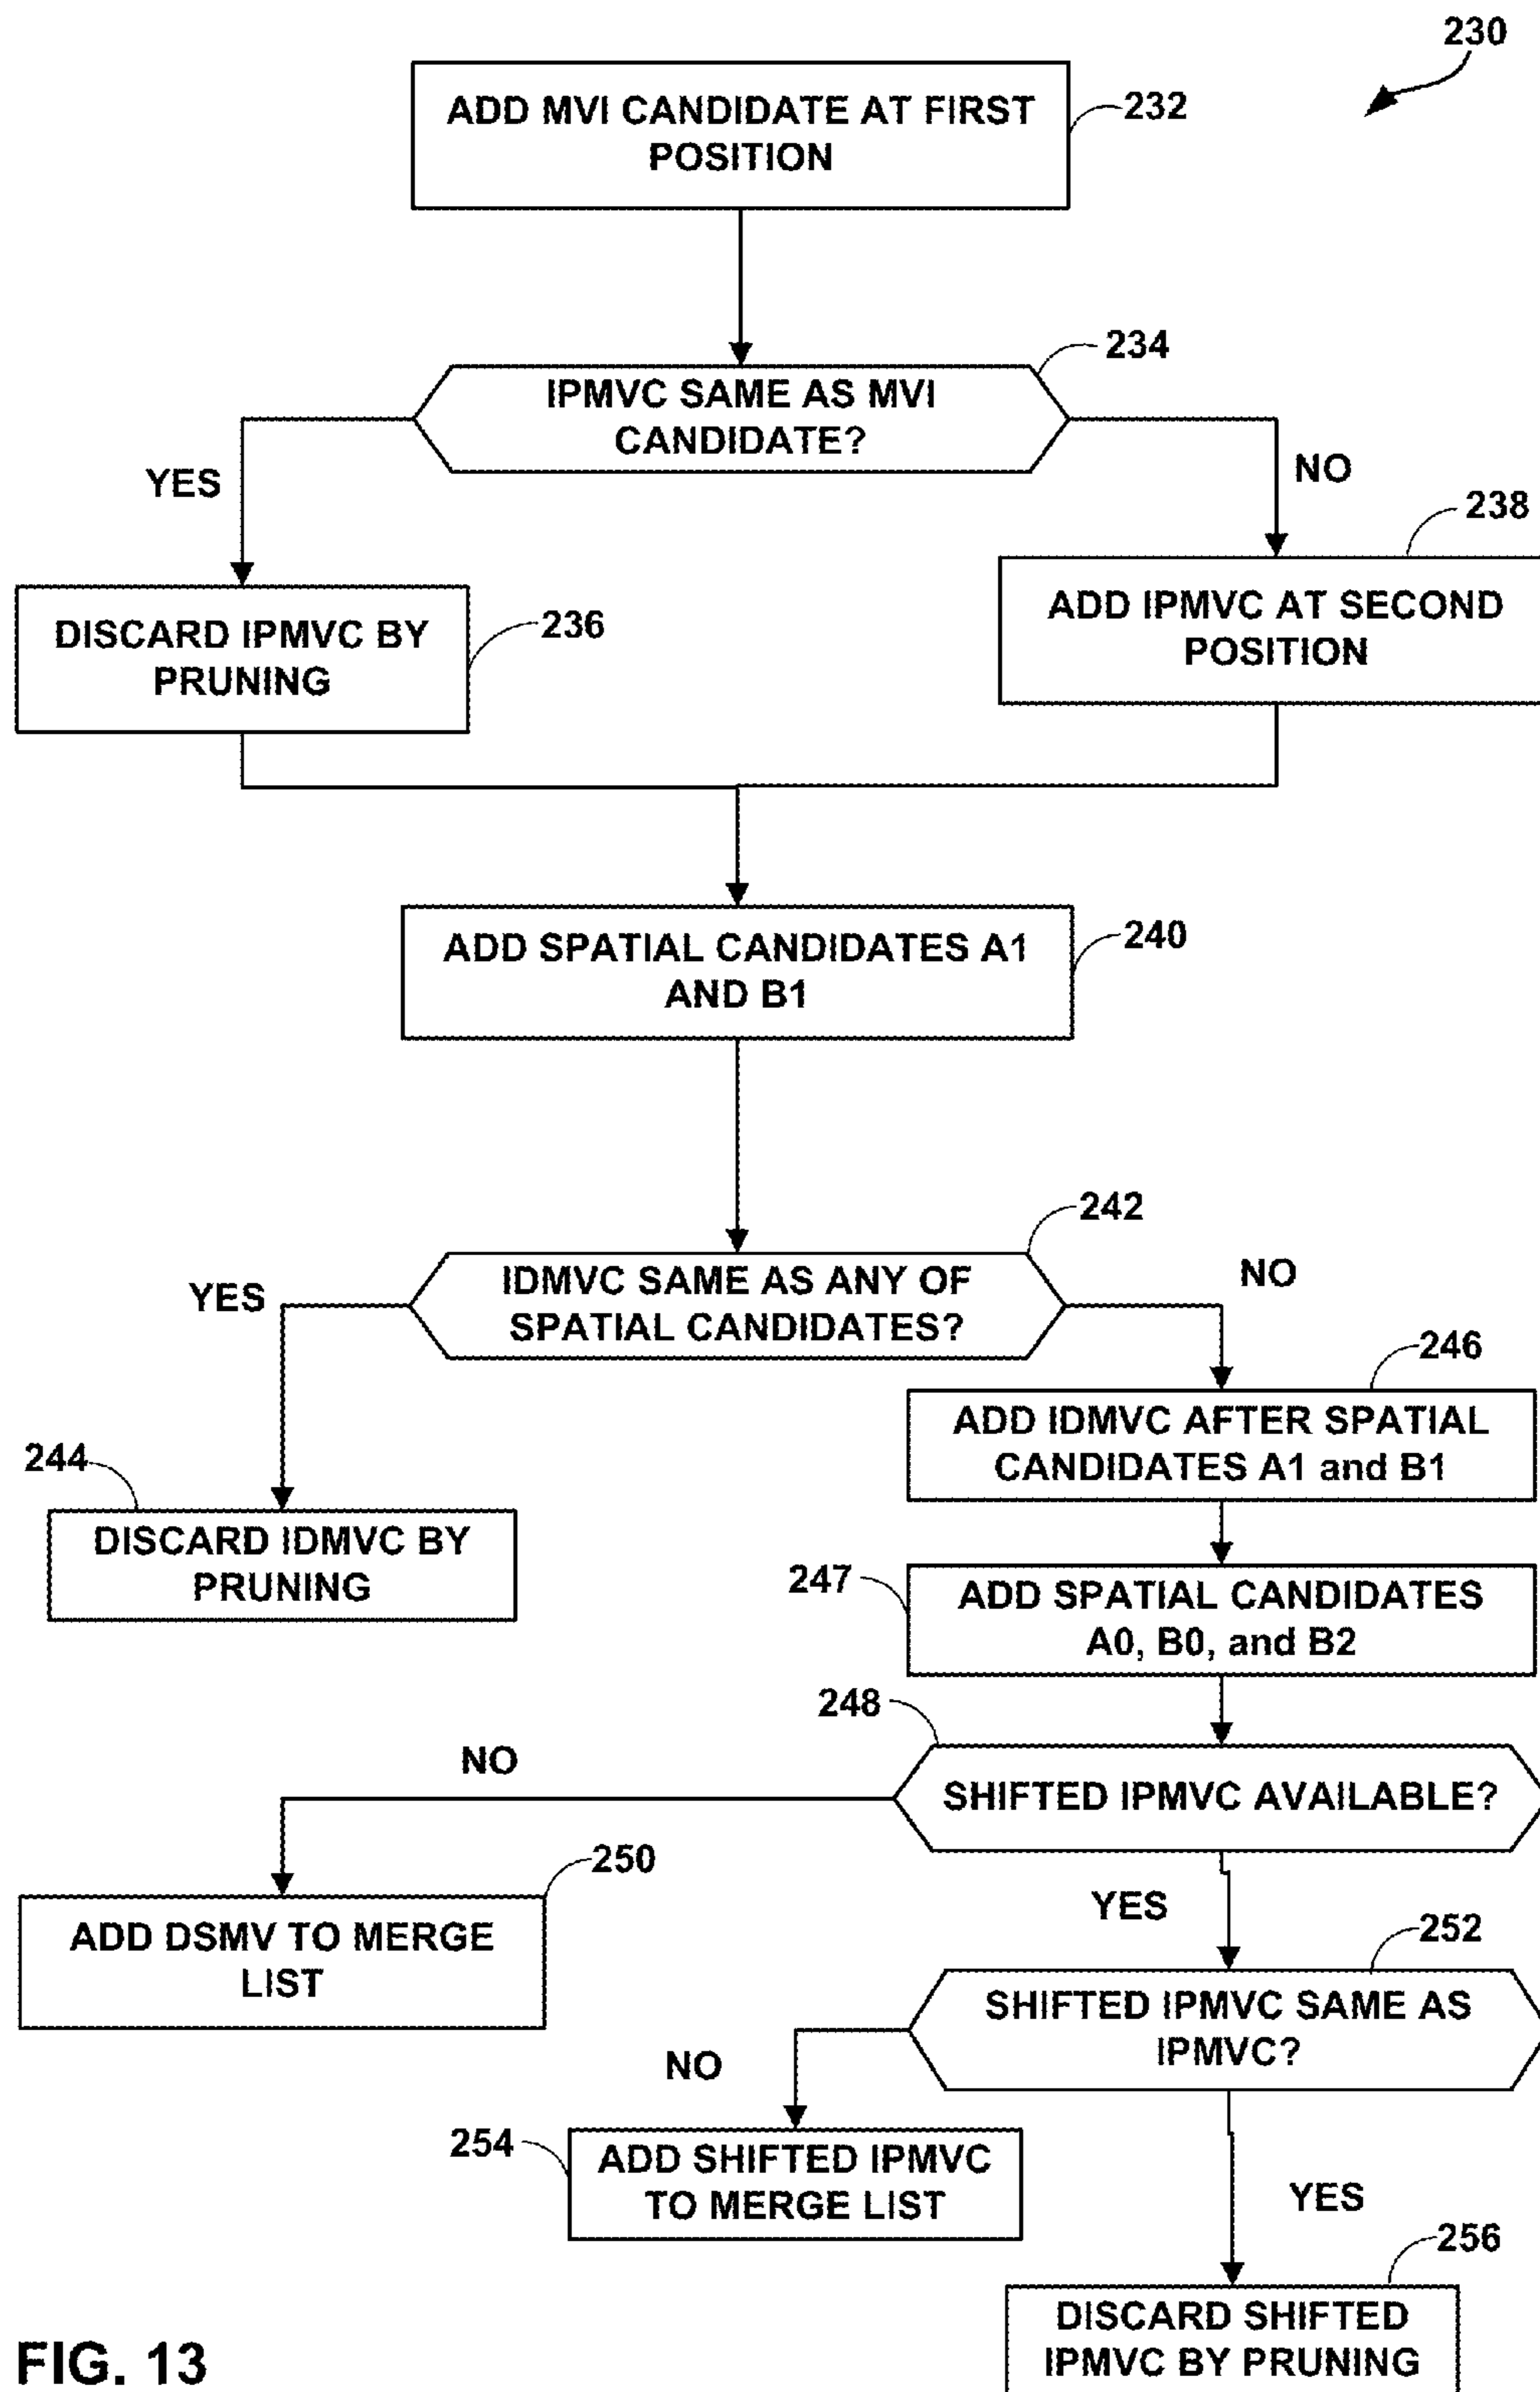 230
ADD MVI CANDIDATE AT FIRST
POSITION
232
234
IPMVC SAME AS MVI
CANDIDATE?
YES
NO
238
DISCARD IPMVC BY
PRUNING
236
ADD IPMVC AT SECOND
POSITION
ADD SPATIAL CANDIDATES A1
AND B1
240
242
IDMVC SAME AS ANY OF
SPATIAL CANDIDATES?
YES
NO
246
ADD IDMVC AFTER SPATIAL
CANDIDATES A1 and B1
244
DISCARD IDMVC BY
PRUNING
247
ADD SPATIAL CANDIDATES
A0, B0, and B2
248
NO
SHIFTED IPMVC AVAILABLE?
250
ADD DSMV TO MERGE
LIST
YES
252
SHIFTED IPMVC SAME AS
IPMVC?
NO
254
ADD SHIFTED IPMVC
TO MERGE LIST
YES
256
DISCARD SHIFTED
IPMVC BY PRUNING
FIG. 13